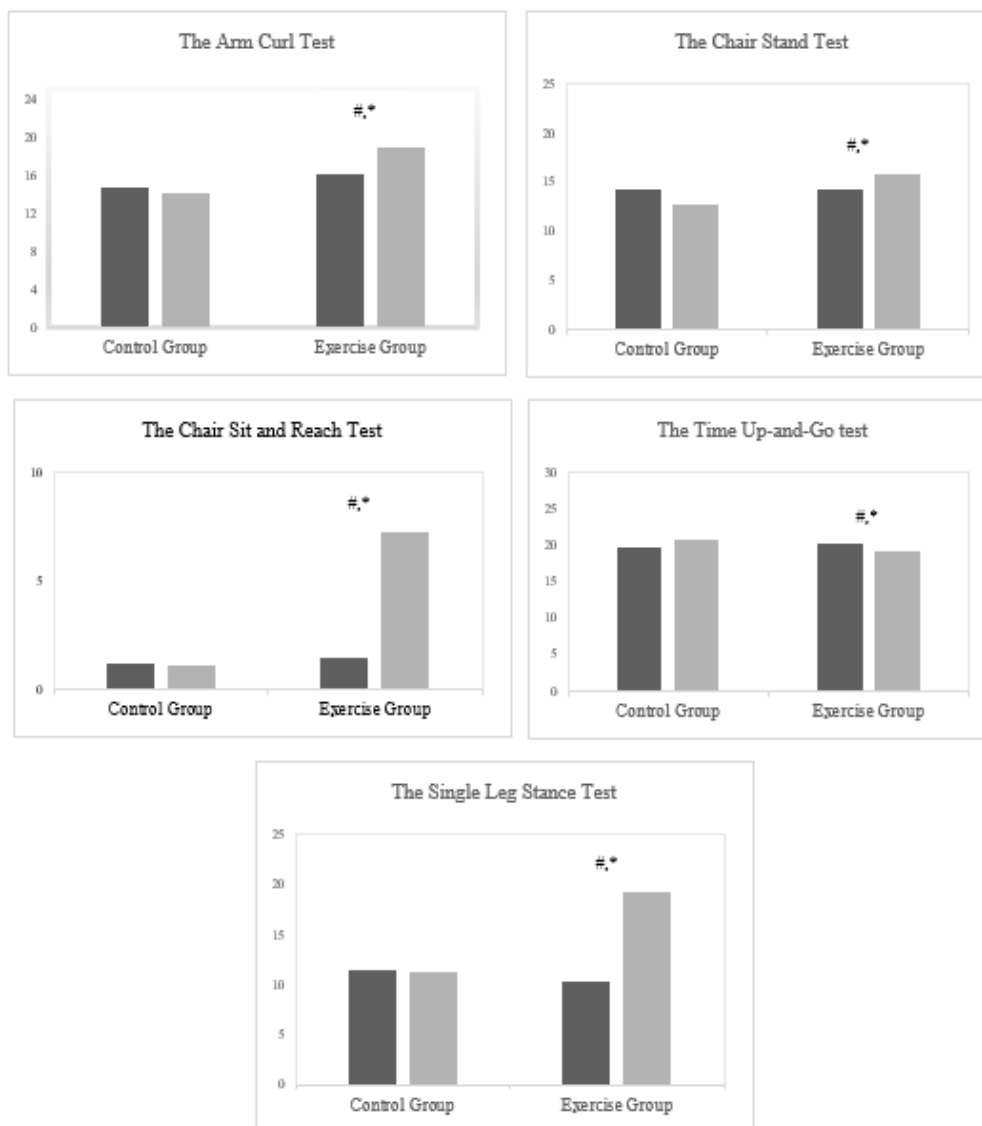 The Arm Curl Test
24
20
16
12
8
4
0
#,*
Control Group
Exercise Group
The Chair Stand Test
25
20
15
10
5
0
#,*
Control Group
Exercise Group
The Chair Sit and Reach Test
10
5
0
#,*
Control Group
Exercise Group
The Time Up-and-Go test
30
25
20
15
10
5
0
#,*
Control Group
Exercise Group
The Single Leg Stance Test
25
20
15
10
5
0
#,*
Control Group
Exercise Group